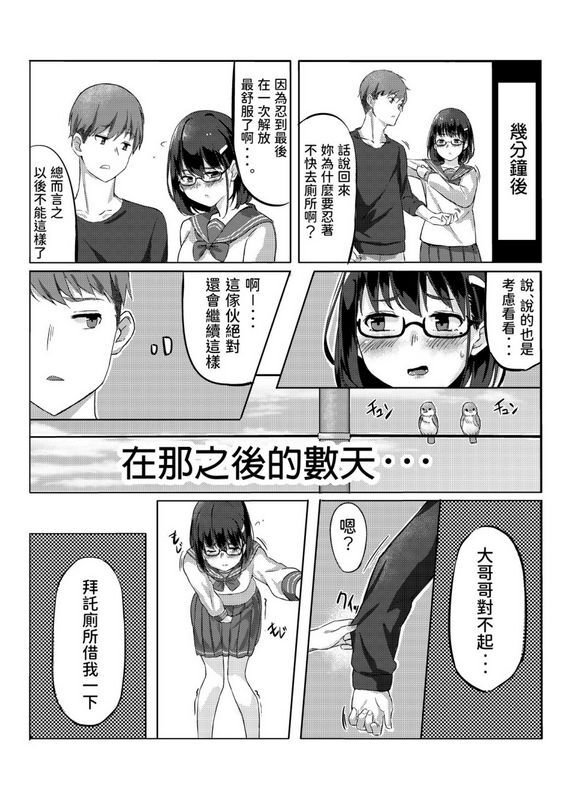 幾分鐘後
話說回來
妳為什麼要忍著
不快去廁所啊？
因為忍到最後
在一次解放
最舒服了啊・・・。
總而言之
以後不能這樣了
說、說的也是
考慮看看・・・
啊ー・・・
這傢伙絕對
還會繼續這樣
チュン
チュン
在那之後的數天・・・
大哥哥對不起・・・
嗯？
クイッ
もじ
もじ
拜託廁所借我一下